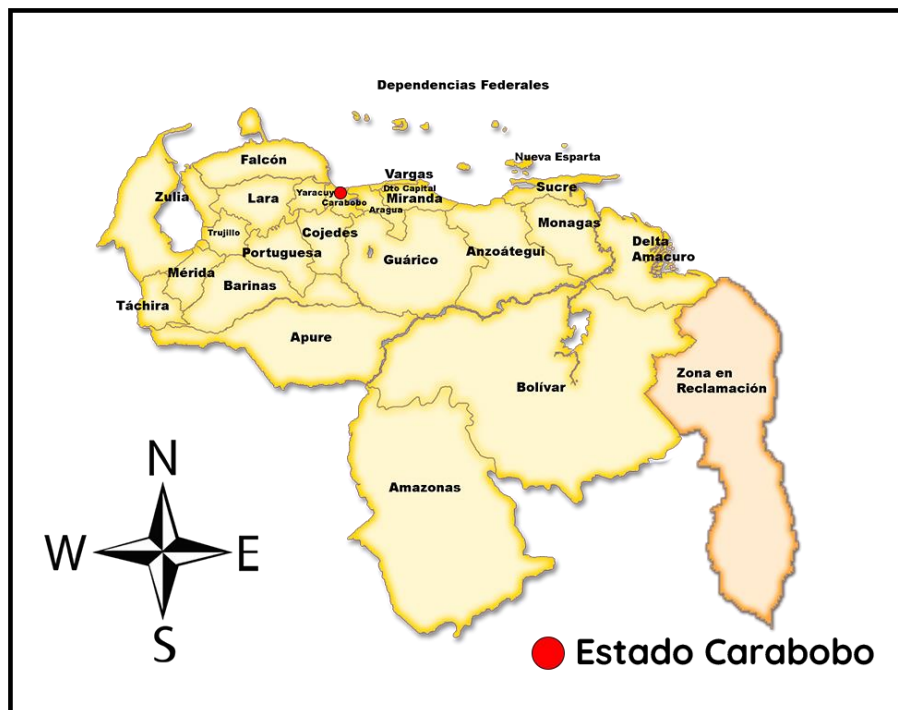 Dependencias Federales
Nueva Esparta
Falcón
Vargas
Dto Capital
Sucre
Zulia
Lara
Yaracuy
Carabobo
Miranda
Aragua
Monagas
Trujillo
Cojedes
Portuguesa
Guárico
Anzoátegui
Delta
Amacuro
Mérida
Barinas
Táchira
Apure
Bolívar
Zona en
Reclamación
Amazonas
N
W
E
S
Estado Carabobo